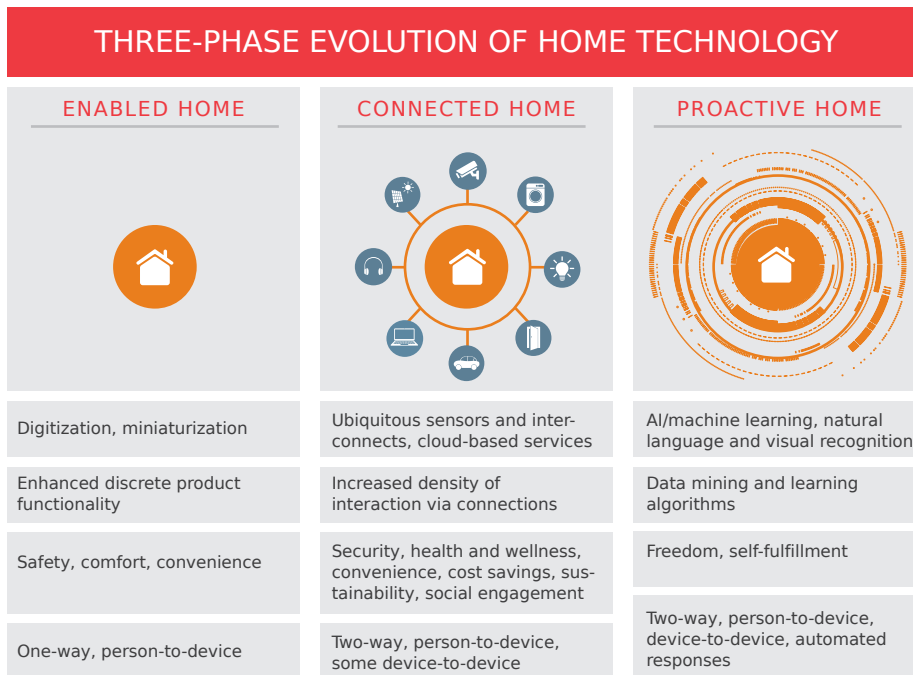 THREE-PHASE EVOLUTION OF HOME TECHNOLOGY
ENABLED HOME
Digitization, miniaturization
Enhanced discrete product
functionality
Safety, comfort, convenience
One-way, person-to-device
CONNECTED HOME
Ubiquitous sensors and inter-
connects, cloud-based services
Increased density of
interaction via connections
Security, health and wellness,
convenience, cost savings, sus-
tainability, social engagement
Two-way, person-to-device,
some device-to-device
PROACTIVE HOME
AI/machine learning, natural
language and visual recognition
Data mining and learning
algorithms
Freedom, self-fulfillment
Two-way, person-to-device,
device-to-device, automated
responses